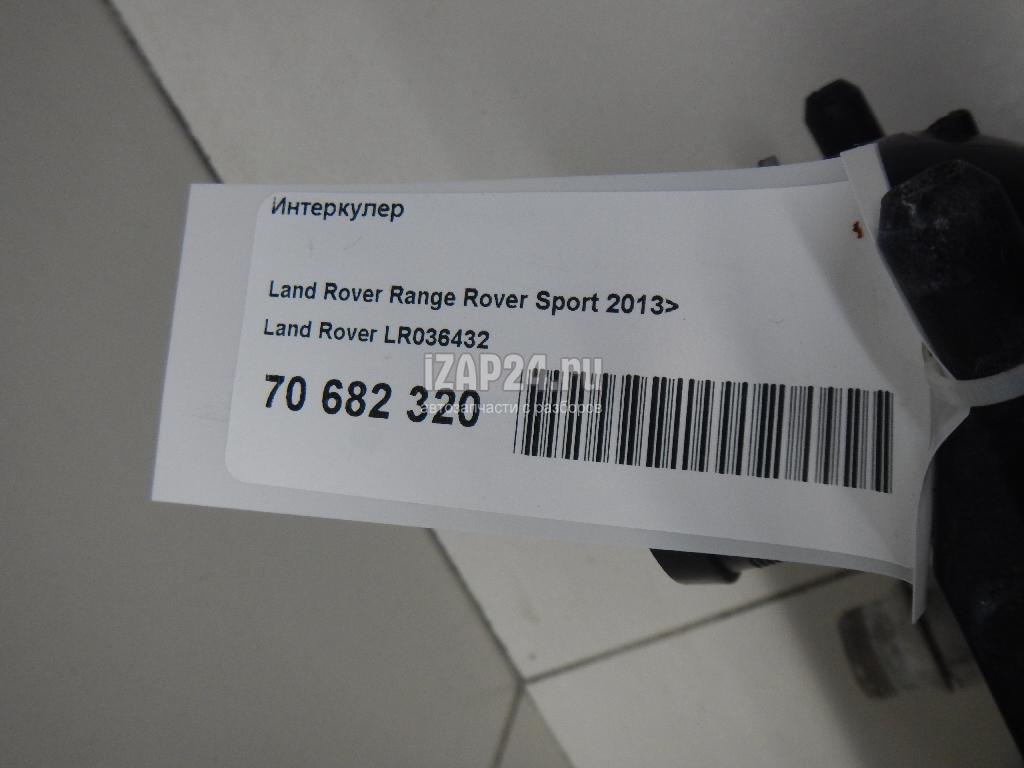 Интеркулер
Land Rover Range Rover Sport 2013>
Land Rover LR036432
iZAP24.ru
70 682 320
автозапчасти с разборов